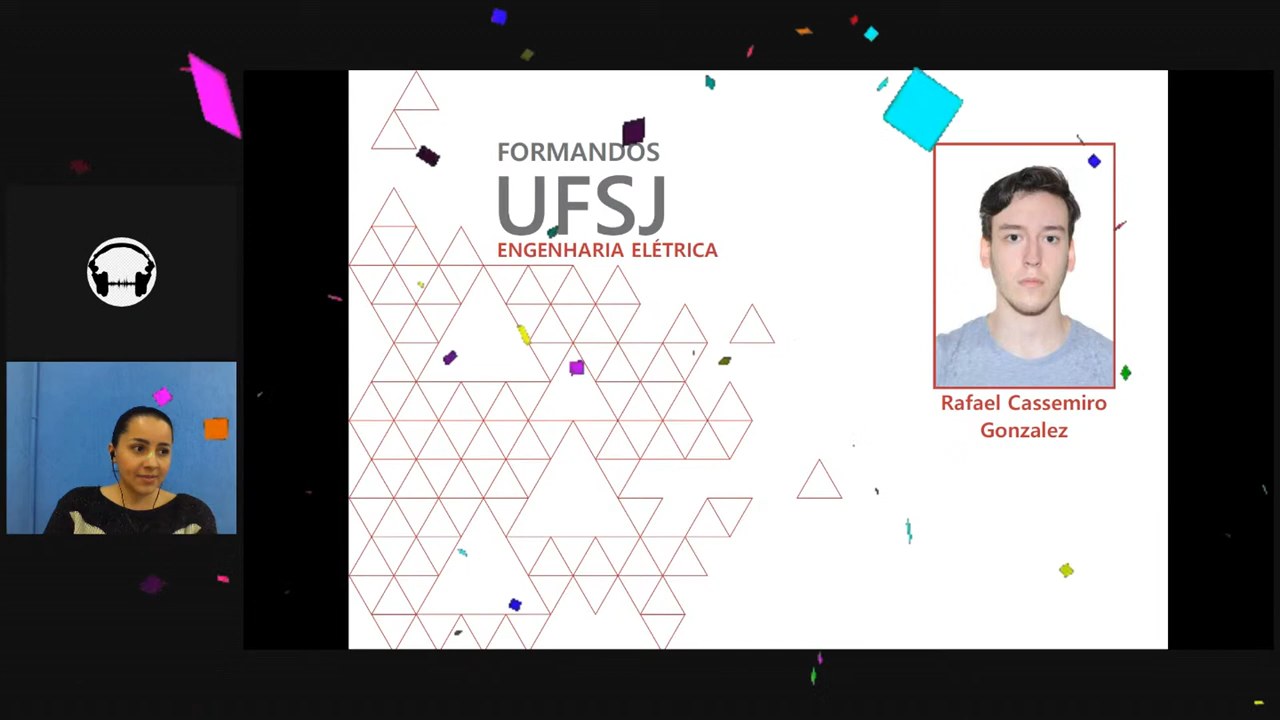 FORMANDOS
UFSJ
ENGENHARIA ELÉTRICA
Rafael Cassemiro
Gonzalez